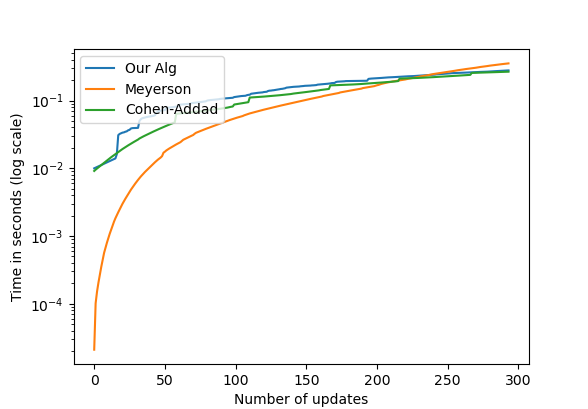 Our Alg
Meyerson
Cohen-Addad
10⁻¹
10⁻²
10⁻³
10⁻⁴
Time in seconds (log scale)
0 50 100 150 200 250 300
Number of updates